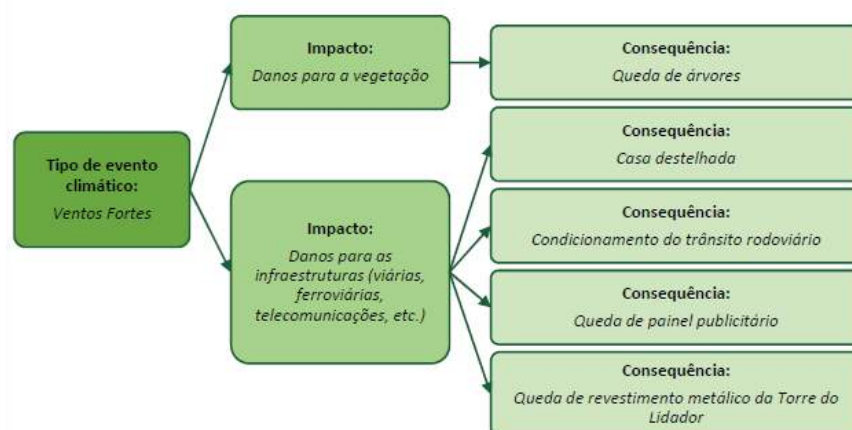 Tipo de evento
climático:
Ventos Fortes
Impacto:
Danos para a vegetação
Impacto:
Danos para as
infraestruturas (viárias,
ferroviárias,
telecomunicações, etc.)
Consequência:
Queda de árvores
Consequência:
Casa destelhada
Consequência:
Condicionamento do trânsito rodoviário
Consequência:
Queda de painel publicitário
Consequência:
Queda de revestimento metálico da Torre do
Lidador